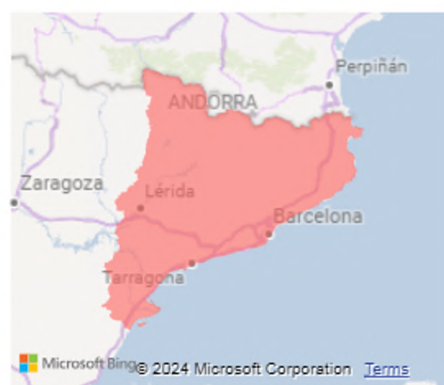 Perpiñán
ANDORRA
Zaragoza
Lérida
Barcelona
Tarragona
Microsoft Bing
© 2024 Microsoft Corporation Terms